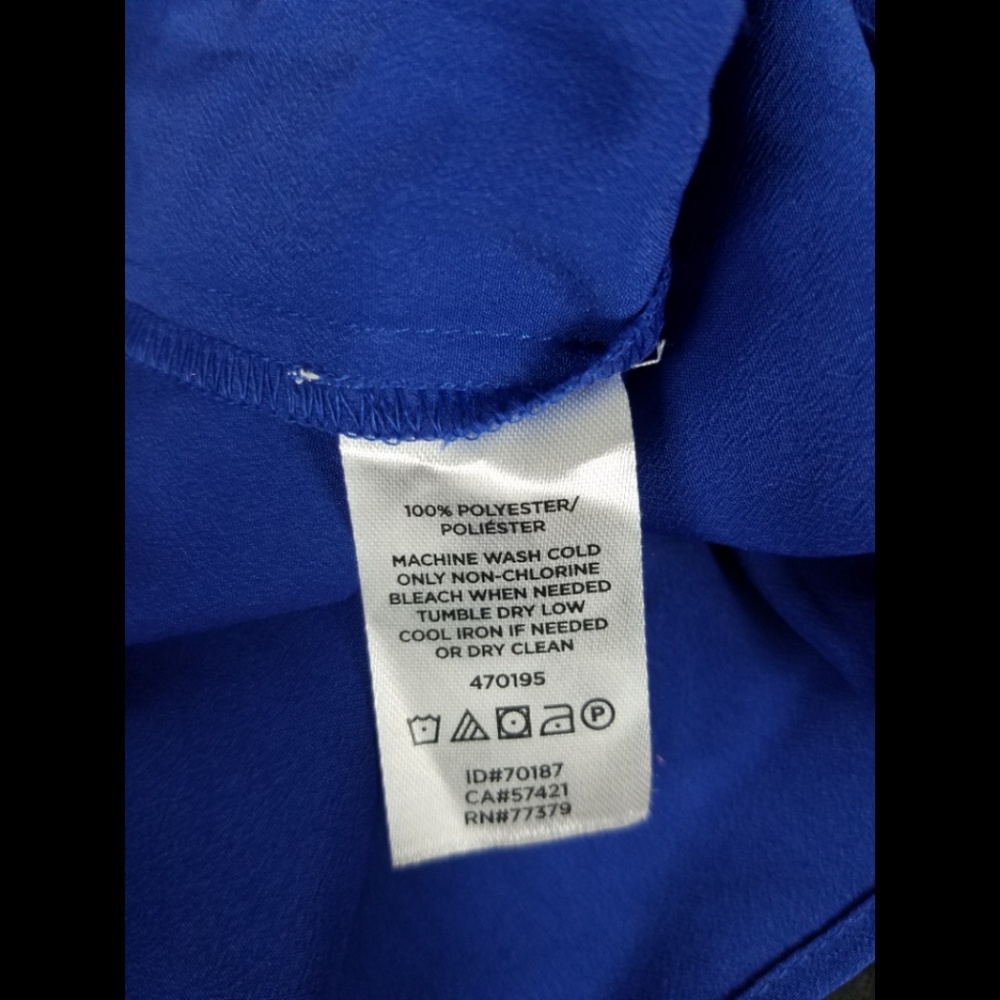 100% POLYESTER/
POLIÉSTER
MACHINE WASH COLD
ONLY NON-CHLORINE
BLEACH WHEN NEEDED
TUMBLE DRY LOW
COOL IRON IF NEEDED
OR DRY CLEAN
470195
P
ID#70187
CA#57421
RN#77379